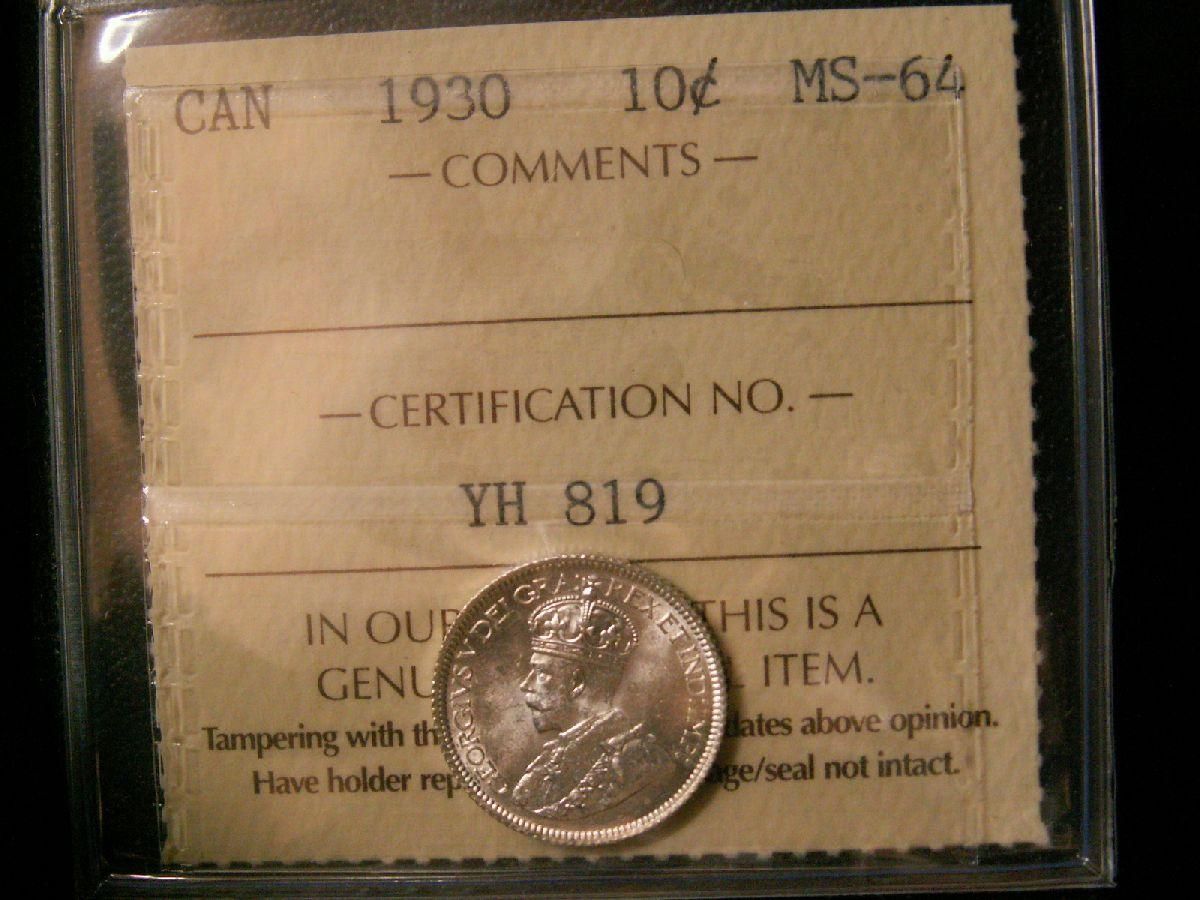 CAN 1930 10¢ MS-64
— COMMENTS —
— CERTIFICATION NO. —
YH 819
IN OUR THIS IS A
GENU ITEM.
Tampering with th dates above opinion.
Have holder rep age/seal not intact.
GEORGIVS V DEI GRA: REX ET IND: IMP: